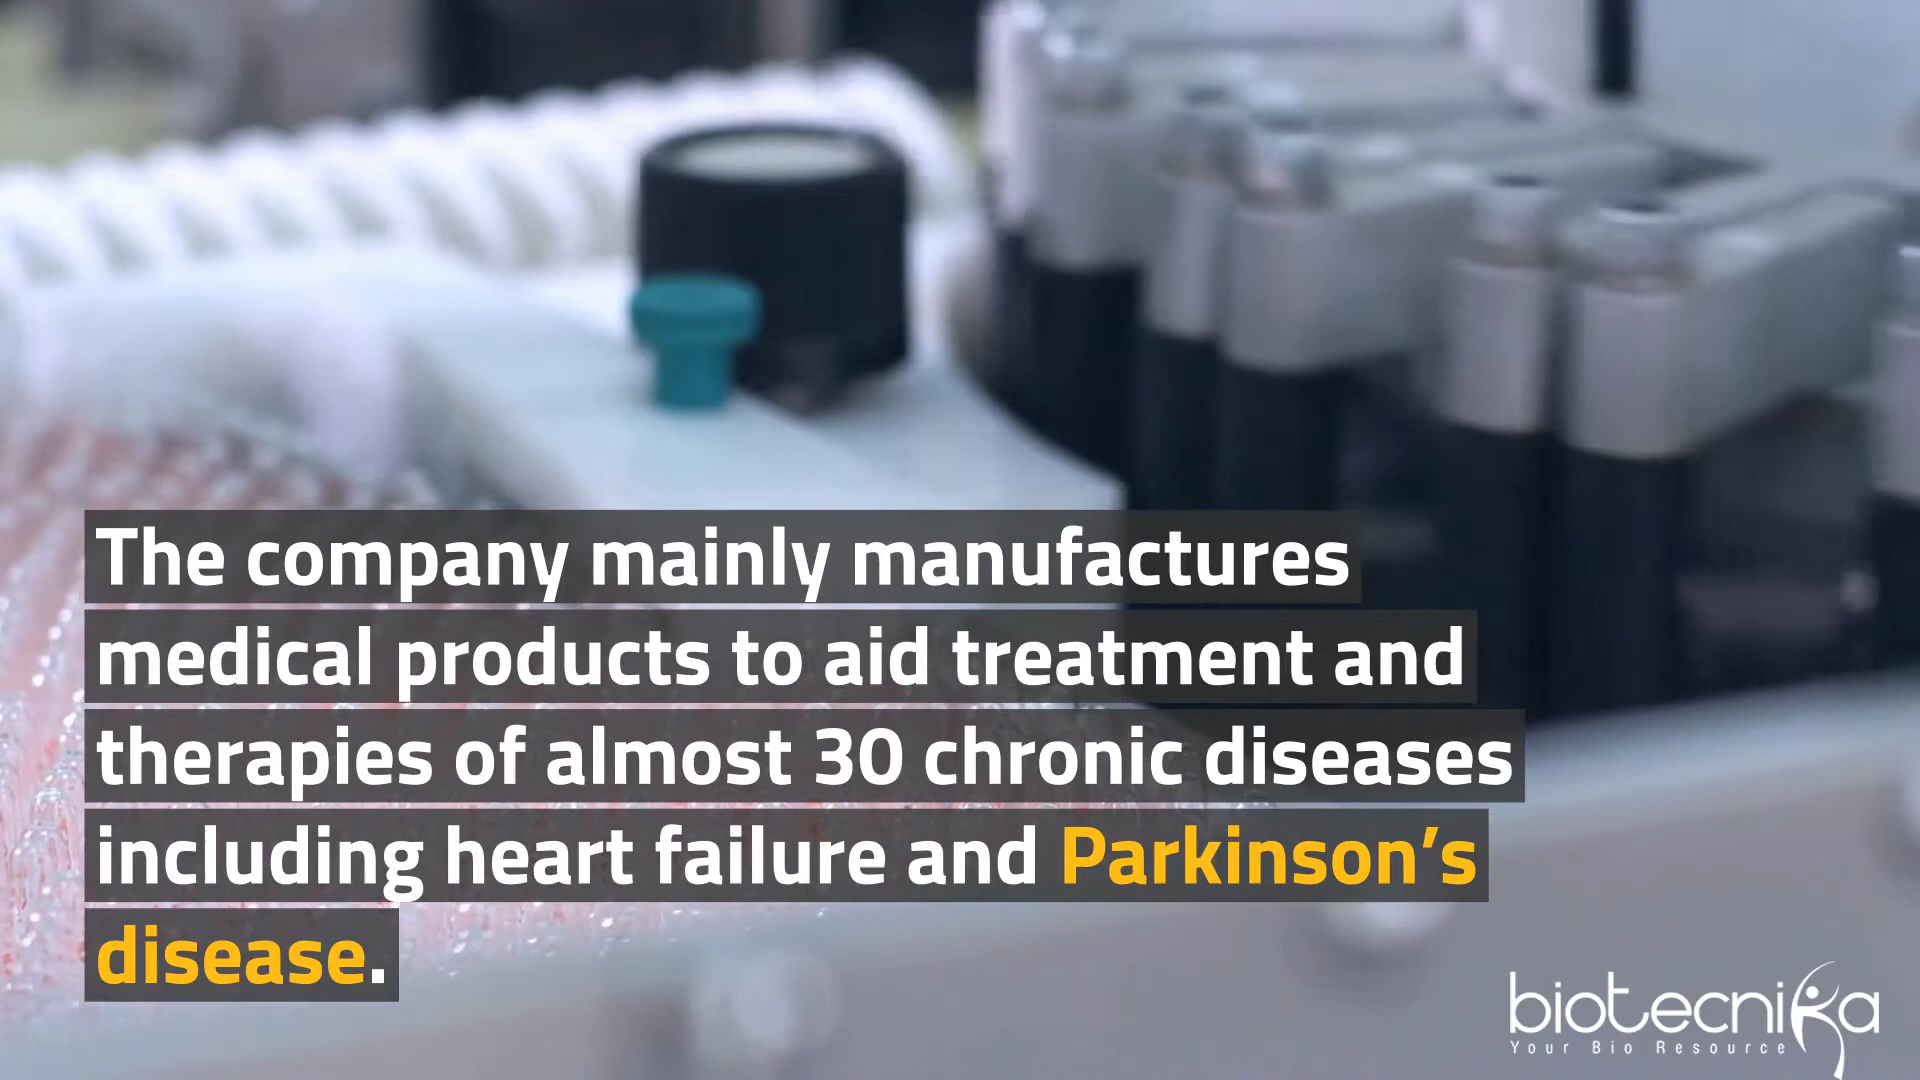 The company mainly manufactures
medical products to aid treatment and
therapies of almost 30 chronic diseases
including heart failure and Parkinson’s
disease.
biotecnika
Your Bio Resource